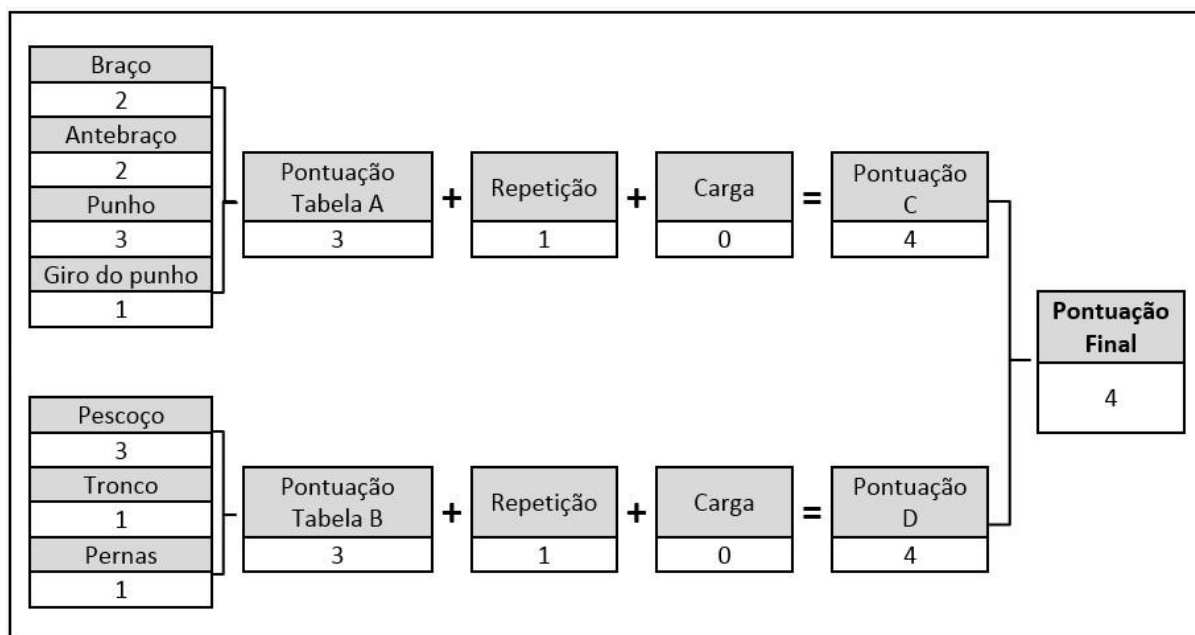 Braço
2
Antebraço
2
Punho
3
Giro do punho
1
Pontuação
Tabela A
3
+
Repetição
1
+
Carga
0
=
Pontuação
C
4
Pescoço
3
Tronco
1
Pernas
1
Pontuação
Tabela B
3
+
Repetição
1
+
Carga
0
=
Pontuação
D
4
Pontuação
Final
4